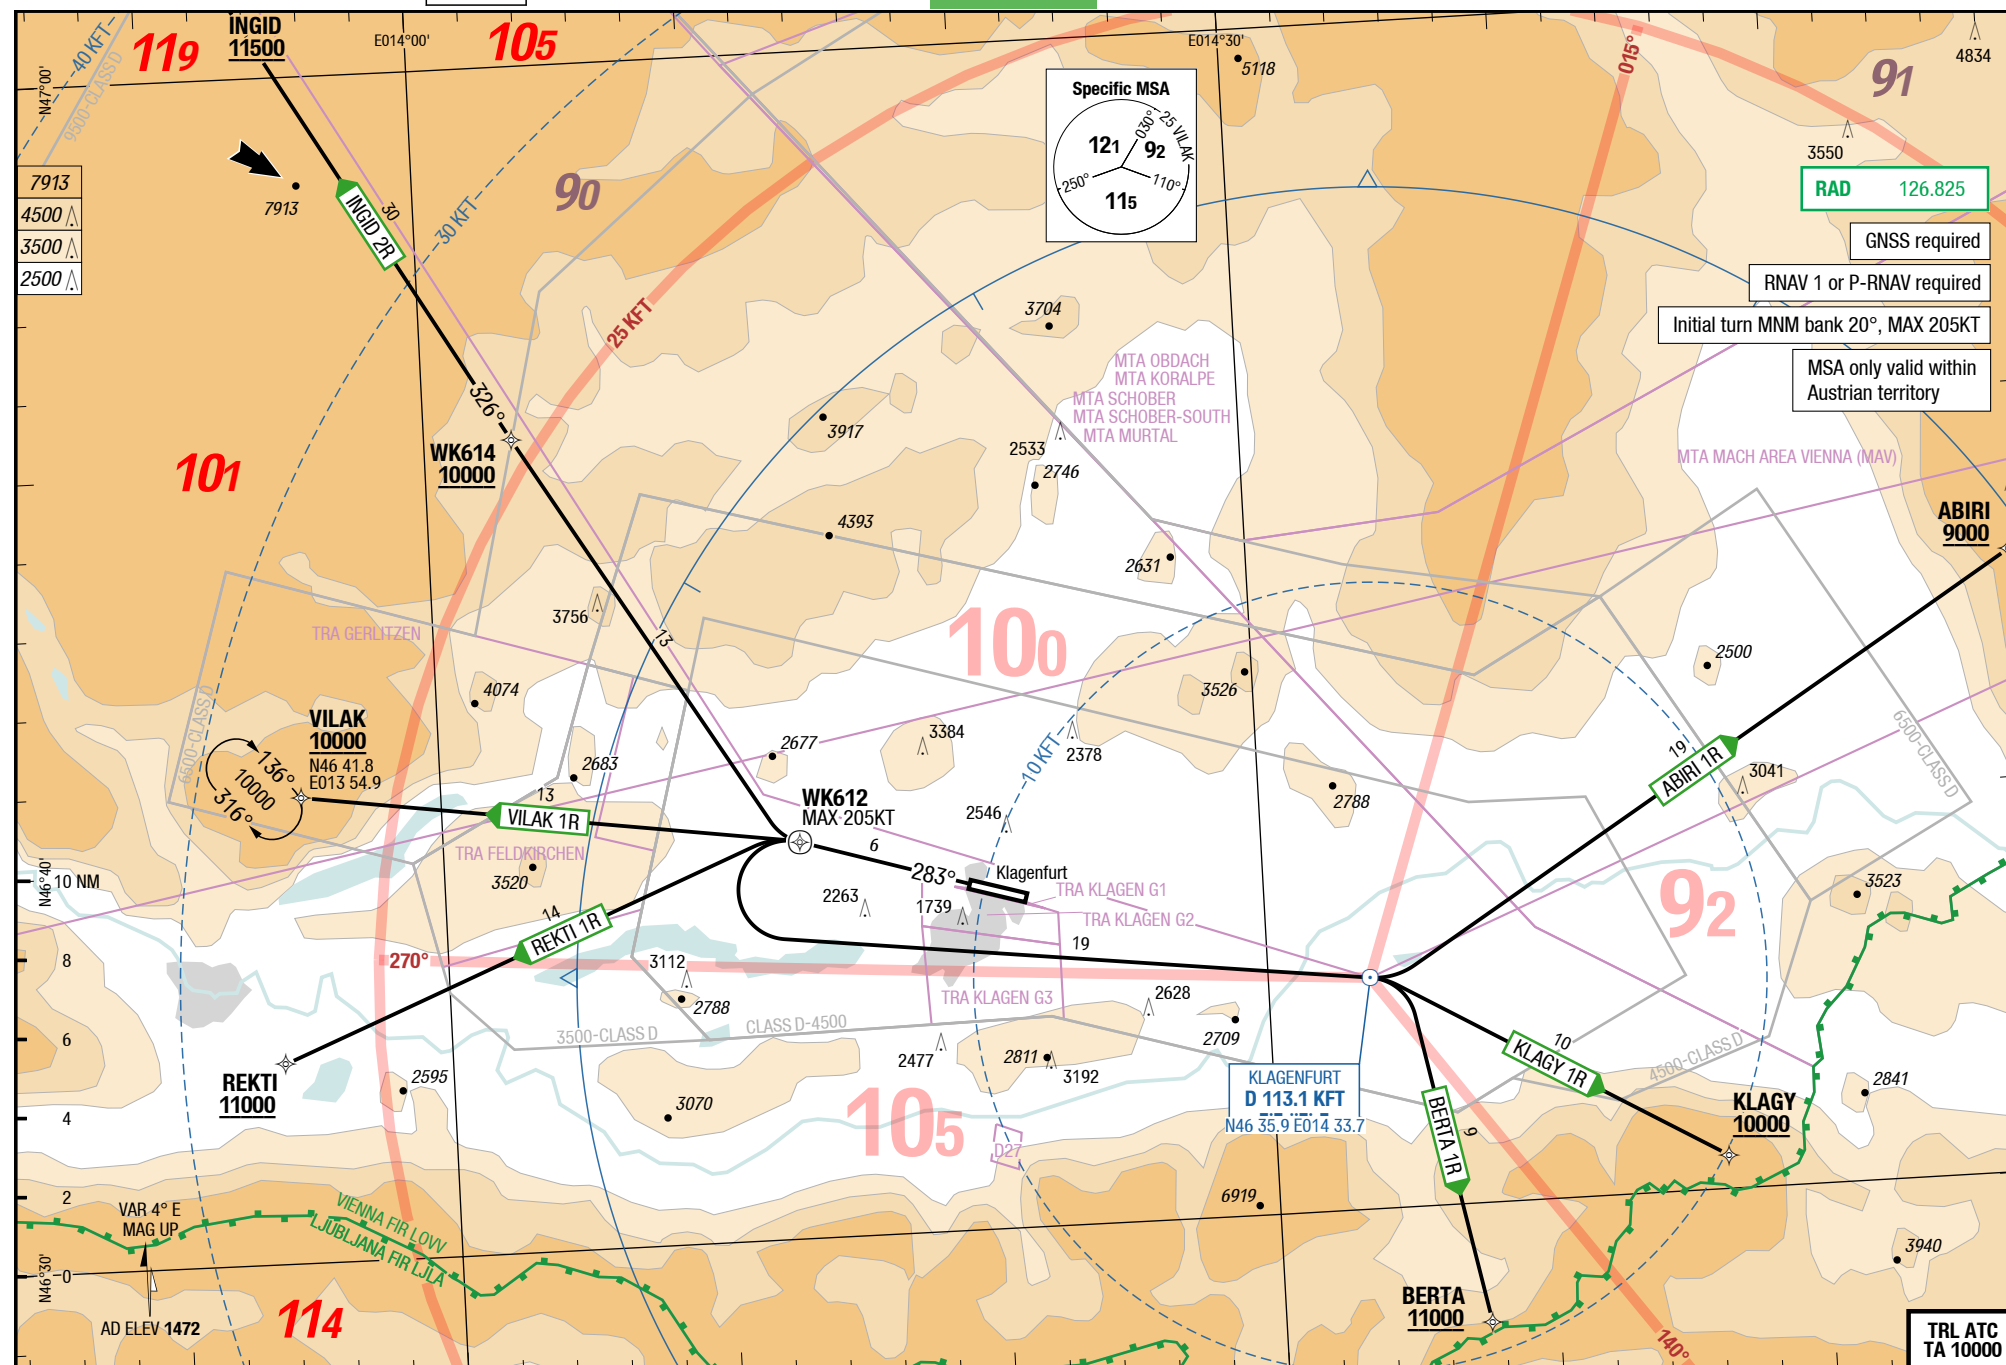 INGID
11500
119
105
E014°00'
E014°30'
40 KFT
9500-CLASS D
N47°00'
015°
4834
91
5118
Specific MSA
121
030°
25 VILAK
92
250°
110°
115
3550
RAD 126.825
7913
4500
3500
2500
7913
INGID 2R
30
90
30 KFT
GNSS required
RNAV 1 or P-RNAV required
Initial turn MNM bank 20°, MAX 205KT
MSA only valid within
Austrian territory
25 KFT
3704
MTA OBDACH
MTA KORALPE
MTA SCHOBER
MTA SCHOBER-SOUTH
MTA MURTAL
326°
3917
WK614
10000
101
2533
2746
MTA MACH AREA VIENNA (MAV)
ABIRI
9000
4393
2631
3756
TRA GERLITZEN
13
100
2500
4074
3526
6500-CLASS D
VILAK
10000
N46 41.8
E013 54.9
136°
10000
316°
3384
2378
2677
2683
10 KFT
19
ABIRI 1R
3041
6500-CLASS D
13
VILAK 1R
WK612
MAX 205KT
2788
2546
6
283°
Klagenfurt
TRA FELDKIRCHEN
3520
N46°40'
10 NM
TRA KLAGEN G1
2263
1739
TRA KLAGEN G2
92
3523
14
REKTI 1R
19
8
270°
3112
2788
TRA KLAGEN G3
2628
2709
3500-CLASS D
CLASS D-4500
6
2477
2811
3192
10
KLAGY 1R
4500-CLASS D
REKTI
11000
2595
KLAGENFURT
D 113.1 KFT
N46 35.9 E014 33.7
2841
4
3070
105
9
BERTA 1R
KLAGY
10000
D27
2
VAR 4° E
MAG UP
VIENNA FIR LOVV
LJUBLJANA FIR LJLA
6919
3940
N46°30'
0
BERTA
11000
AD ELEV 1472
114
140°
TRL ATC
TA 10000